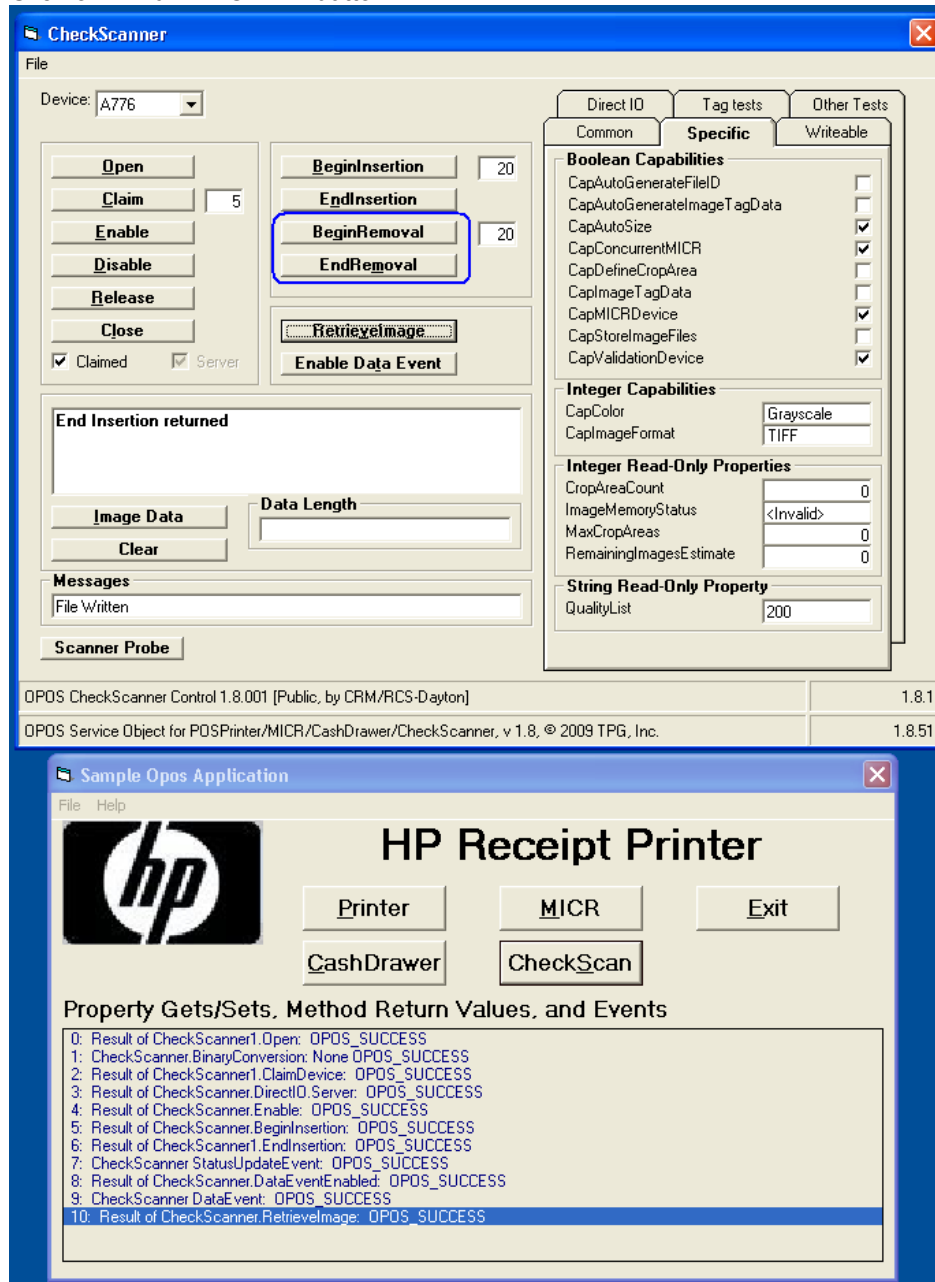 CheckScanner
File
Device: A776
Open
Claim 5
Enable
Disable
Release
Close
Claimed Server
BeginInsertion 20
EndInsertion
BeginRemoval 20
EndRemoval
RetrieveImage
Enable Data Event
End Insertion returned
Image Data
Clear
Data Length
Messages
File Written
Scanner Probe
Direct IO Tag tests Other Tests
Common Specific Writeable
Boolean Capabilities
CapAutoGenerateFileID
CapAutoGenerateImageTagData
CapAutoSize
CapConcurrentMICR
CapDefineCropArea
CapImageTagData
CapMICRDevice
CapStoreImageFiles
CapValidationDevice
Integer Capabilities
CapColor Grayscale
CapImageFormat TIFF
Integer Read-Only Properties
CropAreaCount 0
ImageMemoryStatus <Invalid>
MaxCropAreas 0
RemainingImagesEstimate 0
String Read-Only Property
QualityList 200
OPOS CheckScanner Control 1.8.001 [Public, by CRM/RCS-Dayton] 1.8.1
OPOS Service Object for POSPrinter/MICR/CashDrawer/CheckScanner, v 1.8, © 2009 TPG, Inc. 1.8.51
Sample Opos Application
File Help
hp
HP Receipt Printer
Printer MICR Exit
CashDrawer CheckScan
Property Gets/Sets, Method Return Values, and Events
0: Result of CheckScanner1.Open: OPOS_SUCCESS
1: CheckScanner.BinaryConversion: None OPOS_SUCCESS
2: Result of CheckScanner1.ClaimDevice: OPOS_SUCCESS
3: Result of CheckScanner.DirectIO.Server: OPOS_SUCCESS
4: Result of CheckScanner.Enable: OPOS_SUCCESS
5: Result of CheckScanner.BeginInsertion: OPOS_SUCCESS
6: Result of CheckScanner1.EndInsertion: OPOS_SUCCESS
7: CheckScanner StatusUpdateEvent: OPOS_SUCCESS
8: Result of CheckScanner.DataEventEnabled: OPOS_SUCCESS
9: CheckScanner DataEvent: OPOS_SUCCESS
10: Result of CheckScanner.RetrieveImage: OPOS_SUCCESS